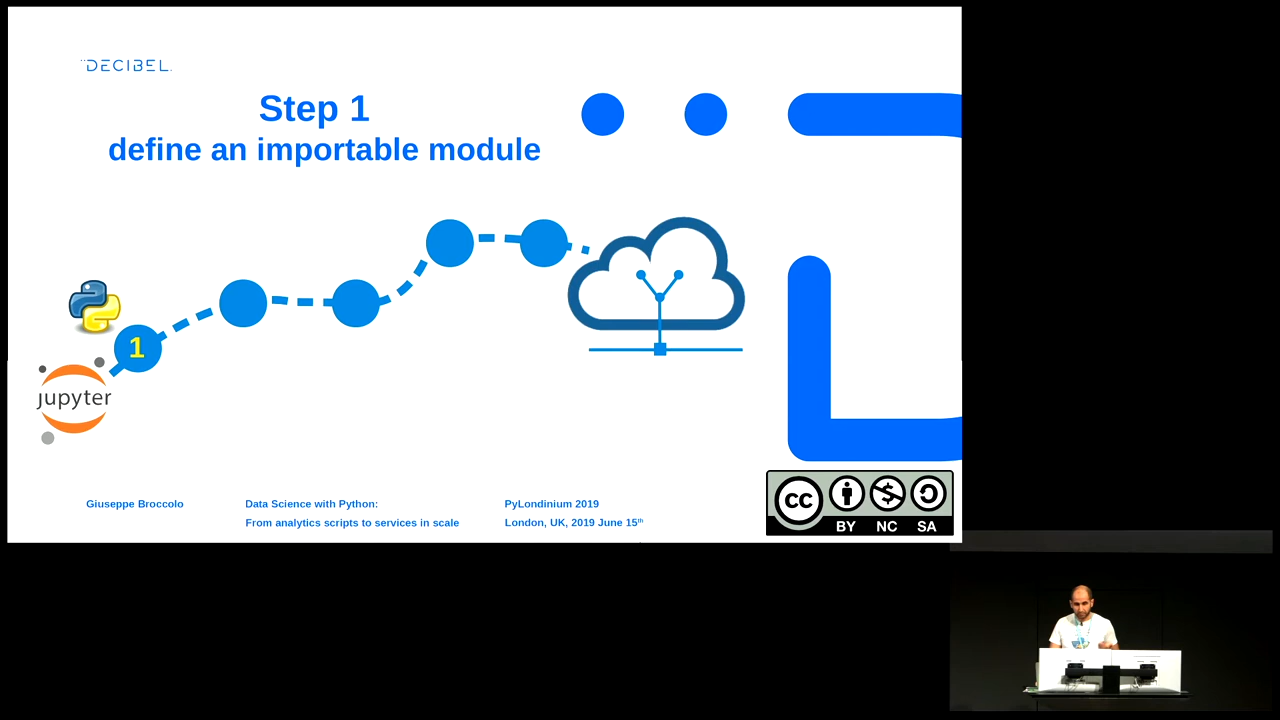 DECIBEL
Step 1
define an importable module
1
jupyter
Giuseppe Broccolo
Data Science with Python:
From analytics scripts to services in scale
PyLondinium 2019
London, UK, 2019 June 15th
cc
BY NC SA